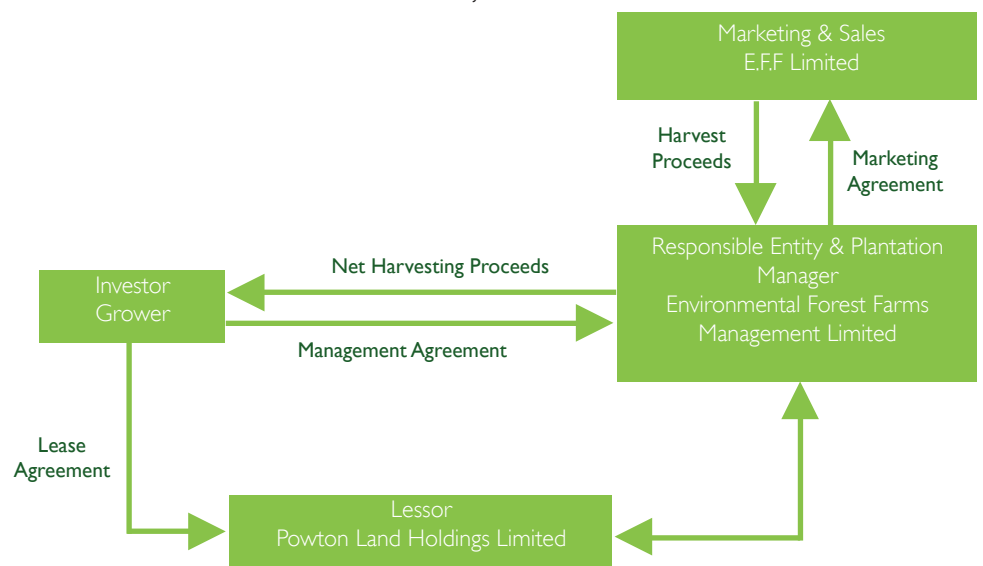 Marketing & Sales
E.F.F Limited
Harvest
Proceeds
Marketing
Agreement
Responsible Entity & Plantation
Manager
Environmental Forest Farms
Management Limited
Net Harvesting Proceeds
Investor
Grower
Management Agreement
Lease
Agreement
Lessor
Powton Land Holdings Limited